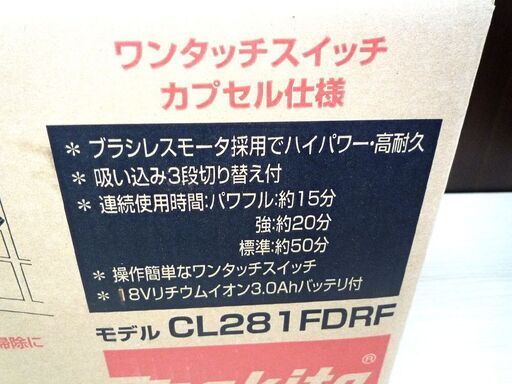 ワンタッチスイッチ
カプセル仕様
* ブラシレスモータ採用でハイパワー・高耐久
* 吸い込み3段切り替え付
* 連続使用時間:パワフル:約15分
強:約20分
標準:約50分
* 操作簡単なワンタッチスイッチ
* 18Vリチウムイオン3.0Ahバッテリ付
モデル CL281FDRF
掃除に
makita®